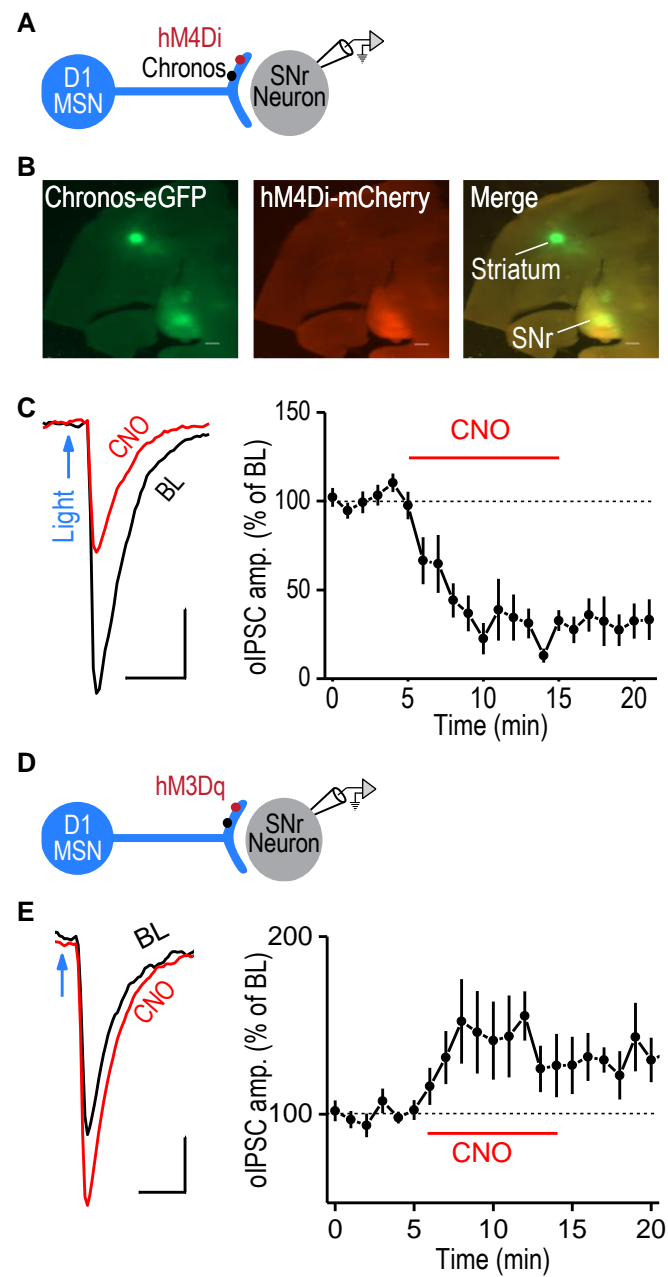 A
hM4Di
Chronos
D1
MSN
SNr
Neuron
B
Chronos-eGFP
hM4Di-mCherry
Merge
Striatum
SNr
C
CNO
BL
Light
oIPSC amp. (% of BL)
150
100
50
0
CNO
0 5 10 15 20
Time (min)
D
hM3Dq
D1
MSN
SNr
Neuron
E
BL
CNO
oIPSC amp. (% of BL)
200
100
CNO
0 5 10 15 20
Time (min)